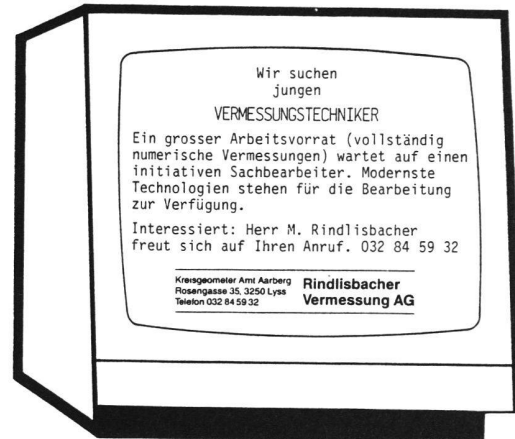 Wir suchen
jungen
VERMESSUNGSTECHNIKER
Ein grosser Arbeitsvorrat (vollständig
numerische Vermessungen) wartet auf einen
initiativen Sachbearbeiter. Modernste
Technologien stehen für die Bearbeitung
zur Verfügung.
Interessiert: Herr M. Rindlisbacher
freut sich auf Ihren Anruf. 032 84 59 32
Kreisgeometer Amt Aarberg
Rosengasse 35, 3250 Lyss
Telefon 032 84 59 32
Rindlisbacher
Vermessung AG